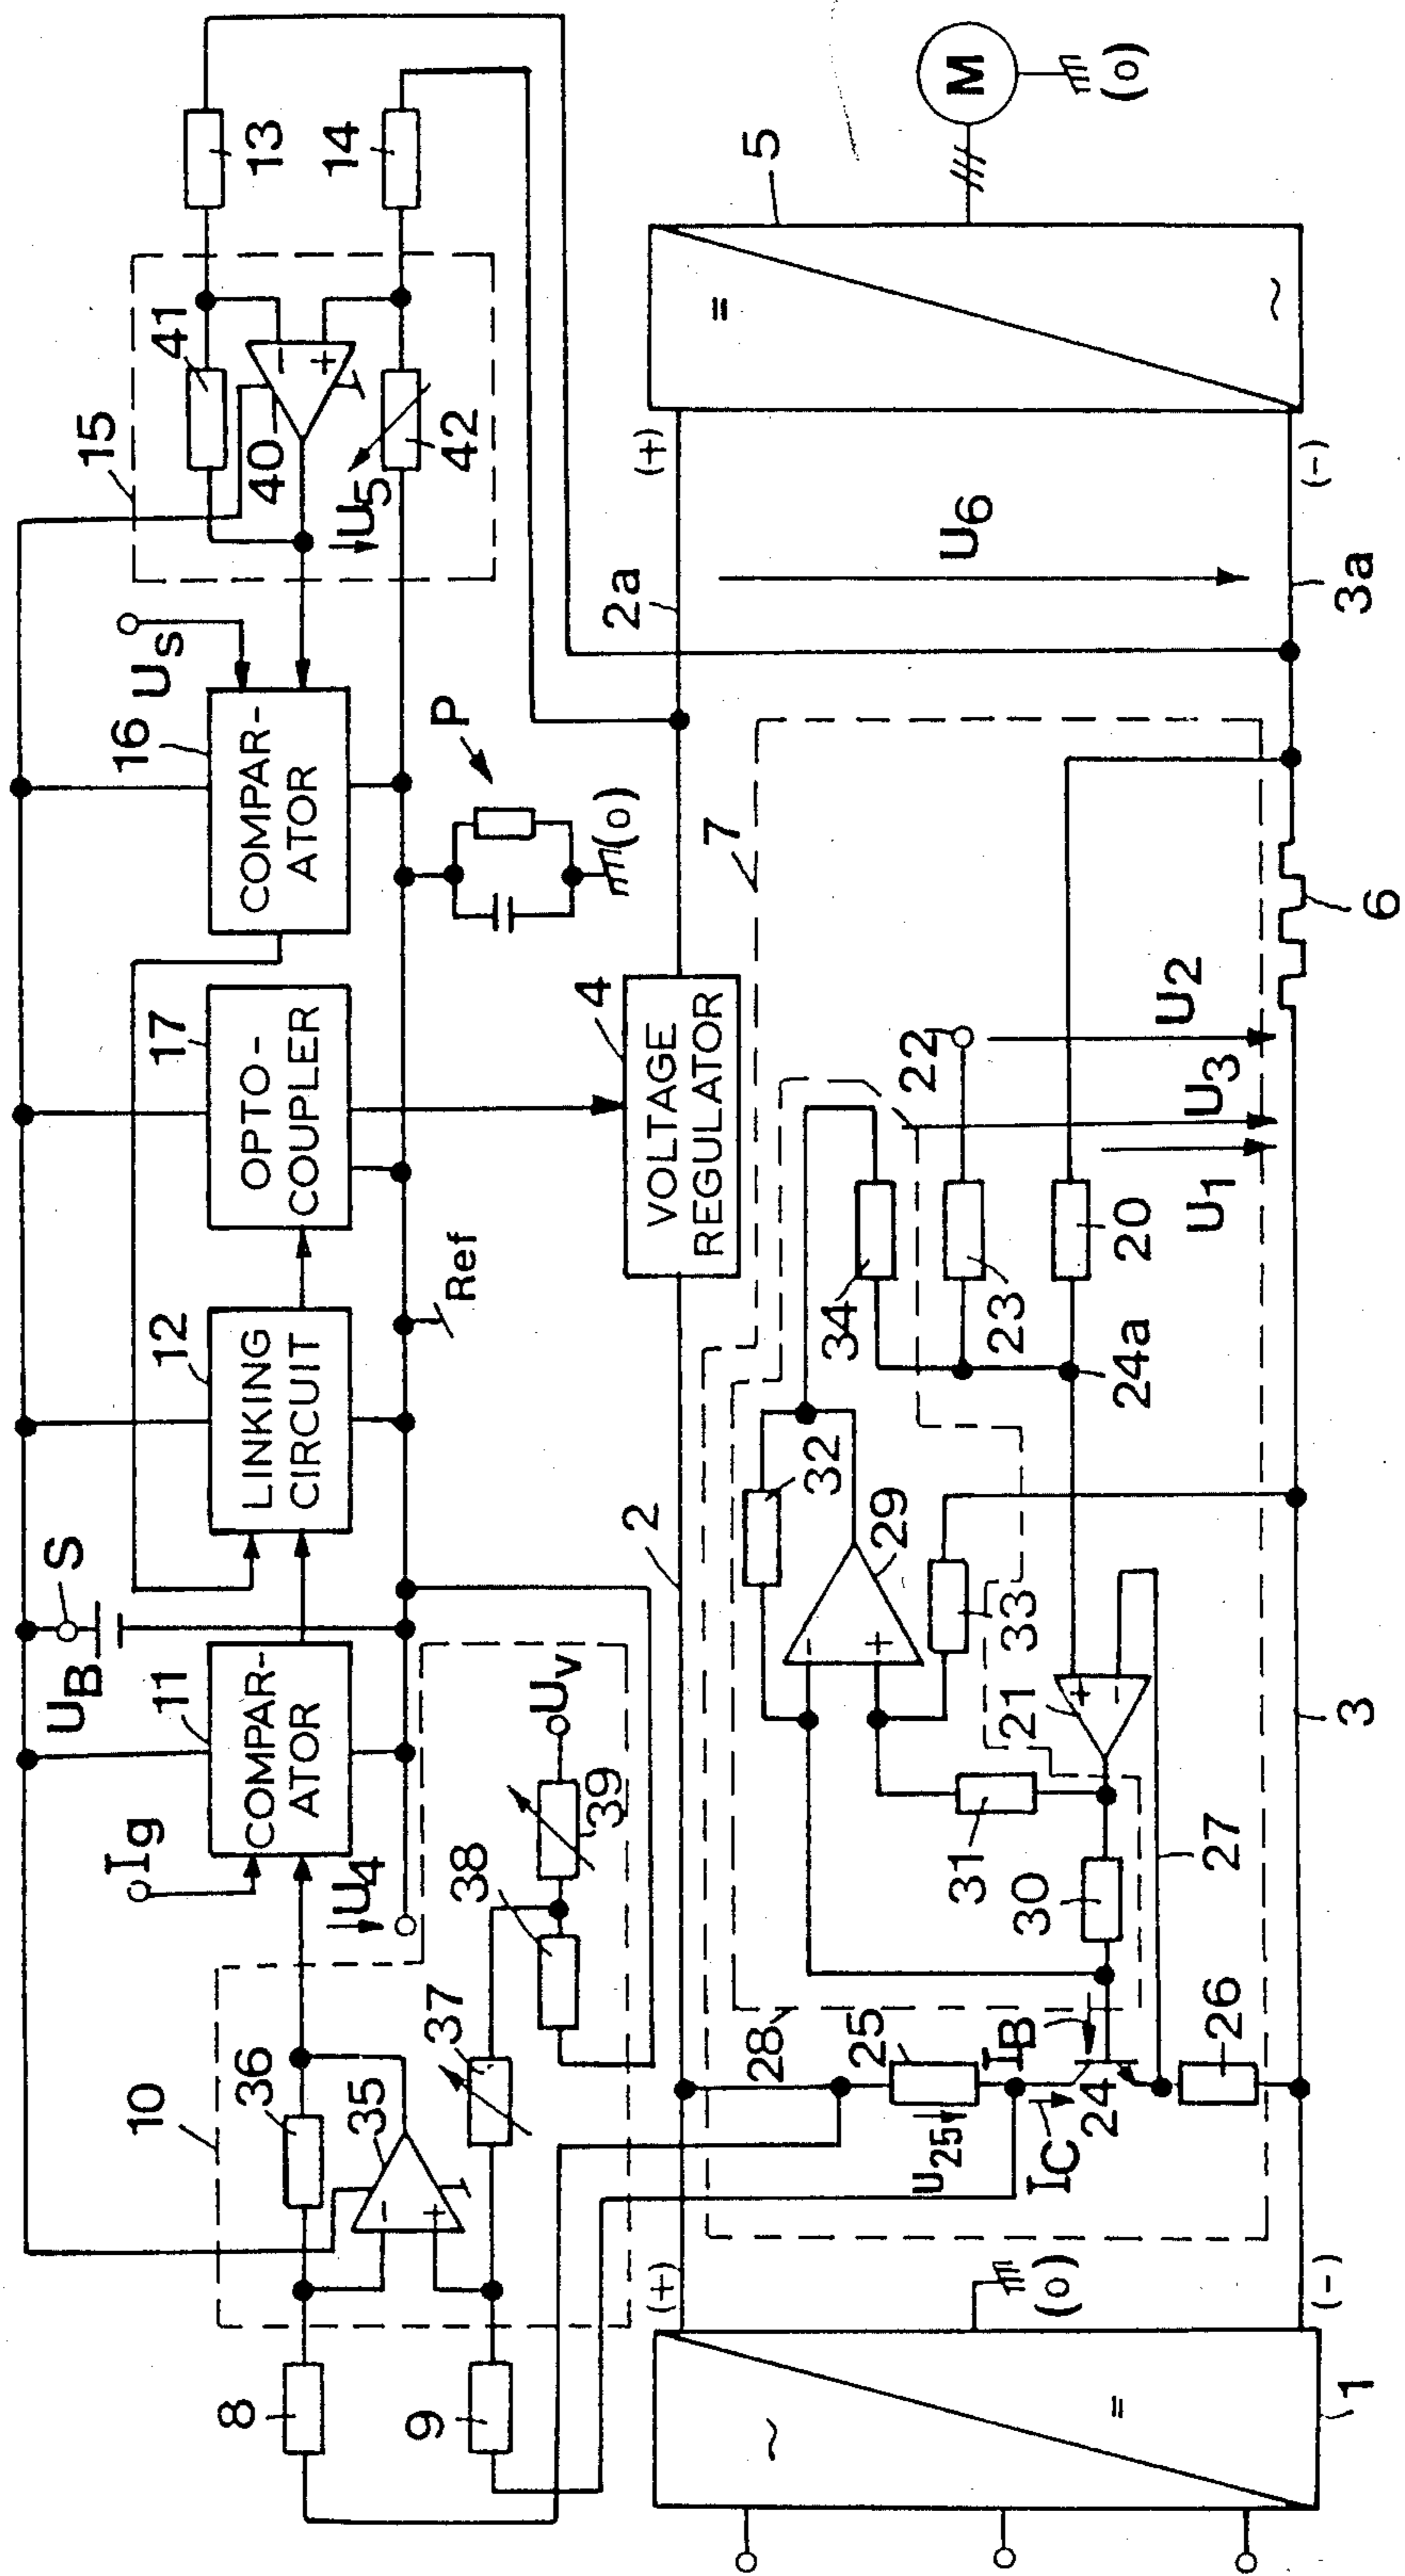 13
14
15
41
40
42
U5
16
Us
COMPAR-
ATOR
P
(o)
17
OPTO-
COUPLER
12
LINKING
CIRCUIT
Ref
S
UB
11
COMPAR-
ATOR
Ig
U4
10
36
35
37
38
39
Uv
8
9
M
(o)
5
=
~
(+)
(-)
2a
U6
3a
4
VOLTAGE
REGULATOR
7
6
22
U2
U3
U1
34
23
20
24a
2
32
29
33
21
31
30
27
3
28
25
IB
24
26
U25
IC
(+)
(o)
(-)
~
=
1